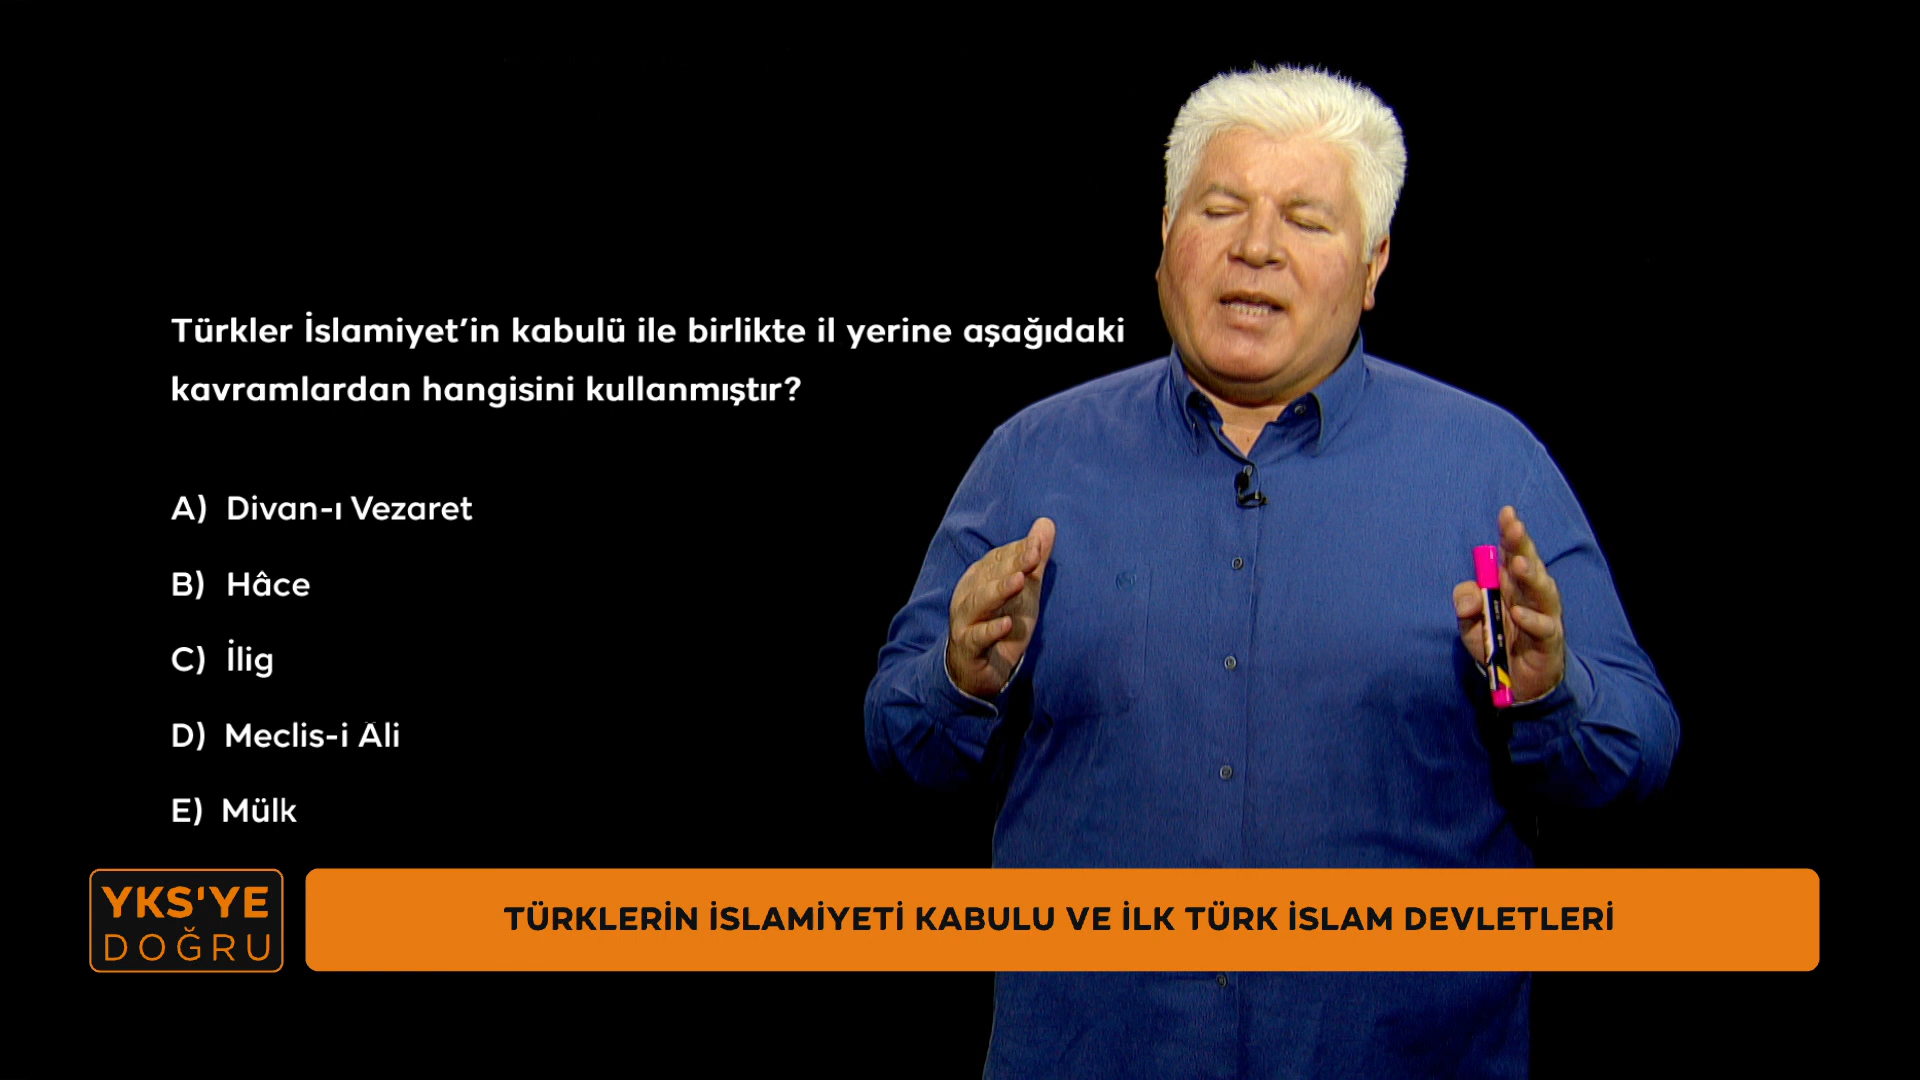 Türkler İslamiyet’in kabulü ile birlikte il yerine aşağıdaki
kavramlardan hangisini kullanmıştır?
A) Divan-ı Vezaret
B) Hâce
C) İlig
D) Meclis-i Âli
E) Mülk
YKS'YE
DOĞRU
TÜRKLERİN İSLAMİYETİ KABULU VE İLK TÜRK İSLAM DEVLETLERİ